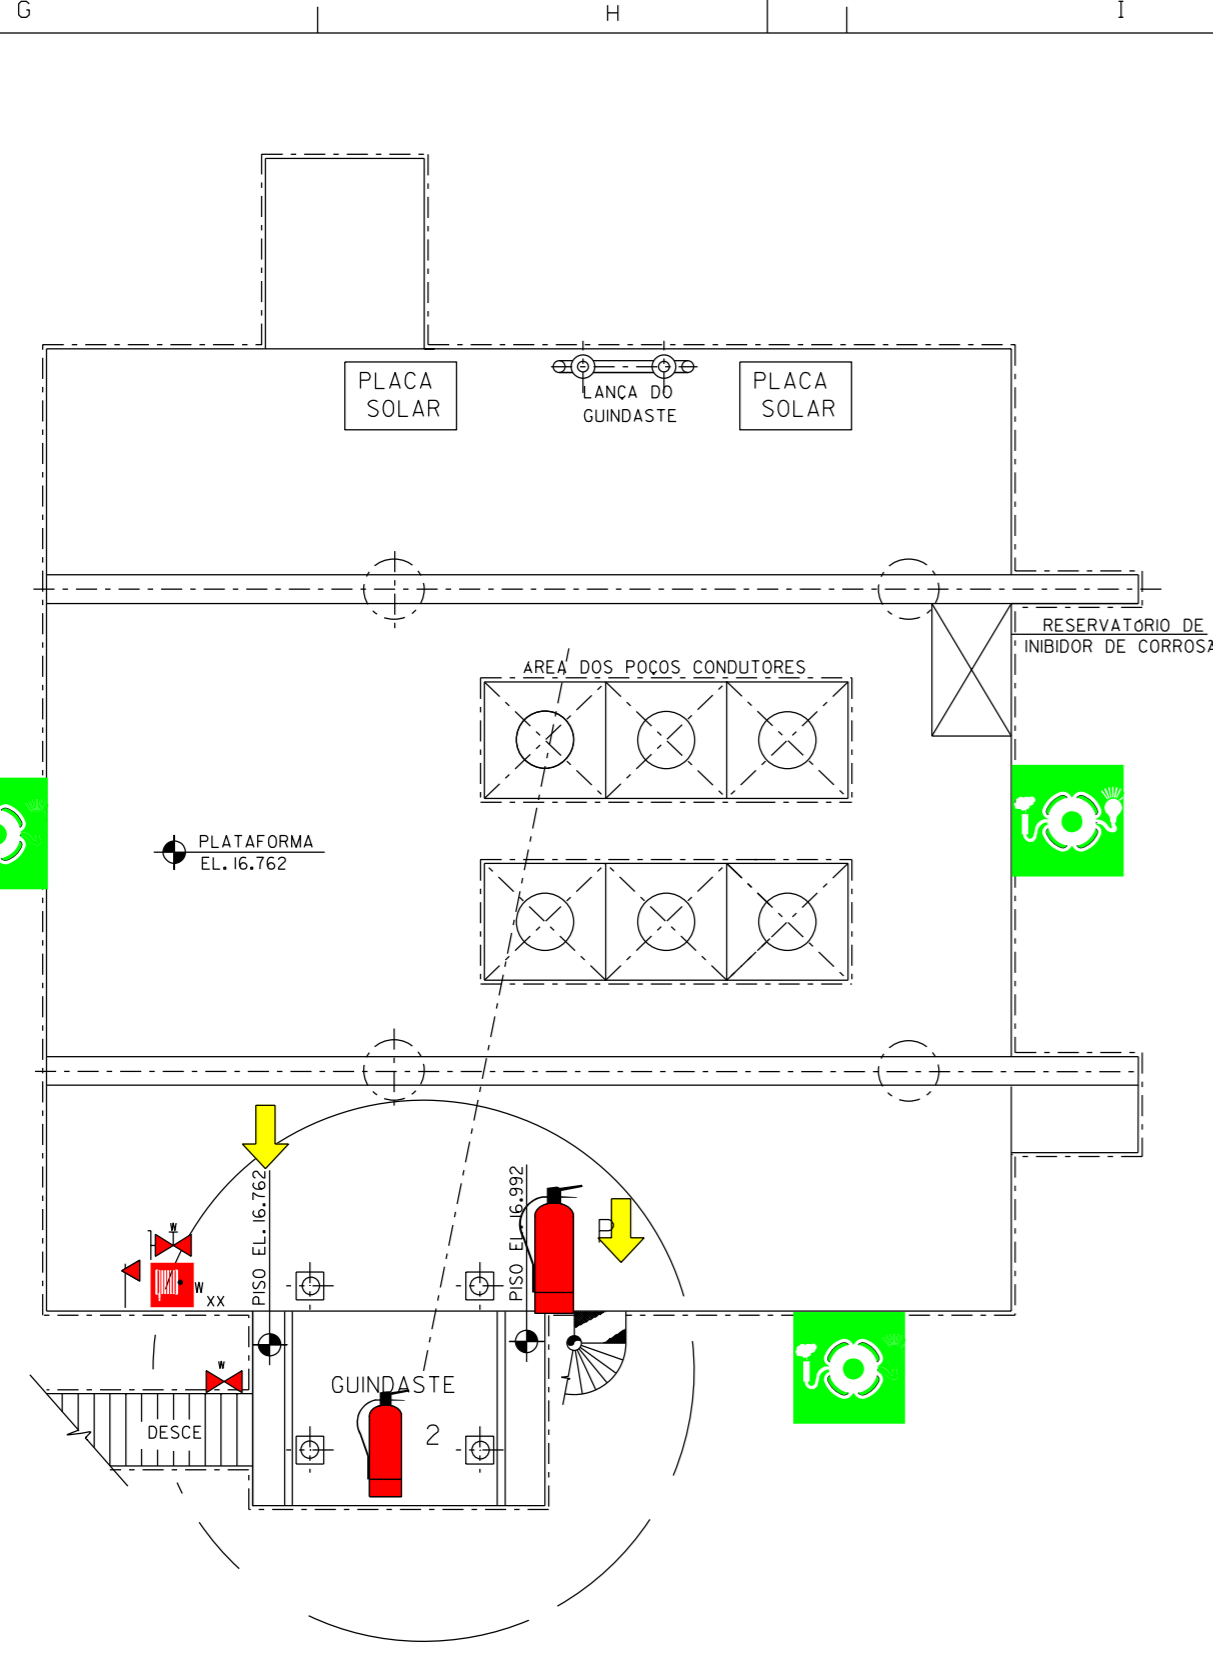 G
H
I
PLACA
SOLAR
LANÇA DO
GUINDASTE
PLACA
SOLAR
RESERVATÓRIO DE
INIBIDOR DE CORROSÃ
ÁREA DOS POÇOS CONDUTORES
PLATAFORMA
EL. 16.762
PISO EL. 16.762
PISO EL. 16.992
W
W
XX
W
GUINDASTE
2
DESCE